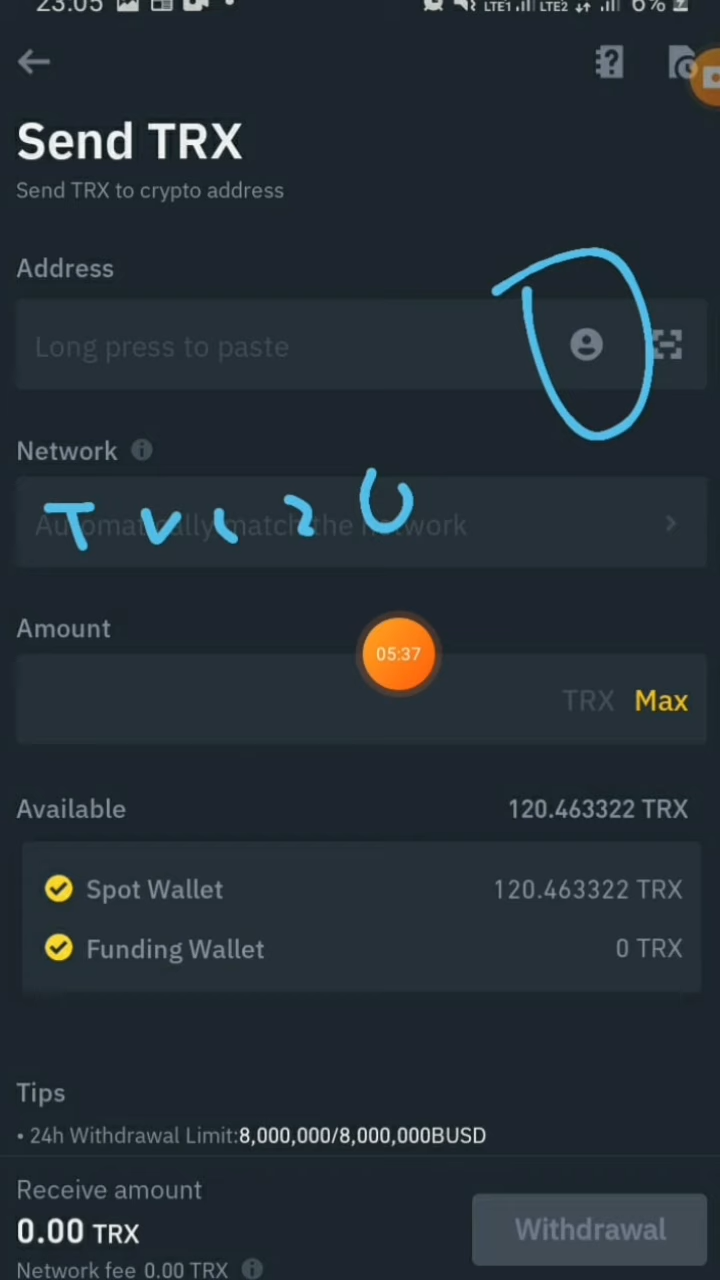 23:05 LTE1 LTE2 6%
Send TRX
Send TRX to crypto address
Address
Long press to paste
Network
Automatically match the network
Amount
05:37
TRX Max
Available 120.463322 TRX
Spot Wallet 120.463322 TRX
Funding Wallet 0 TRX
Tips
• 24h Withdrawal Limit:8,000,000/8,000,000BUSD
Receive amount
0.00 TRX
Withdrawal
Network fee 0.00 TRX